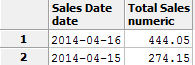 Sales Date Total Sales
date numeric
1 2014-04-16 444.05
2 2014-04-15 274.15